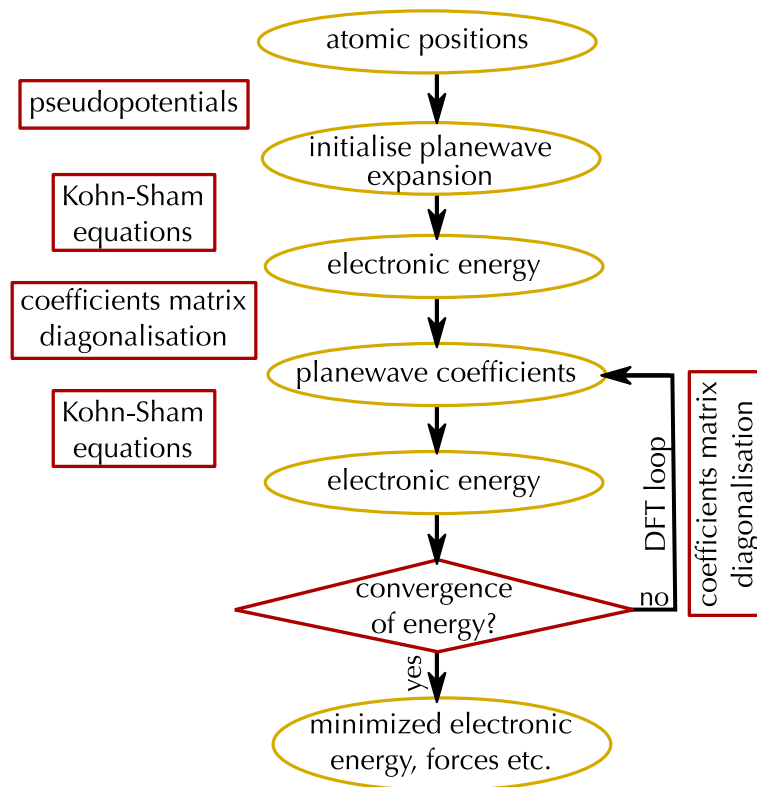 atomic positions
pseudopotentials
initialise planewave
expansion
Kohn-Sham
equations
electronic energy
coefficients matrix
diagonalisation
planewave coefficients
Kohn-Sham
equations
electronic energy
DFT loop
coefficients matrix
diagonalisation
convergence
of energy?
no
yes
minimized electronic
energy, forces etc.